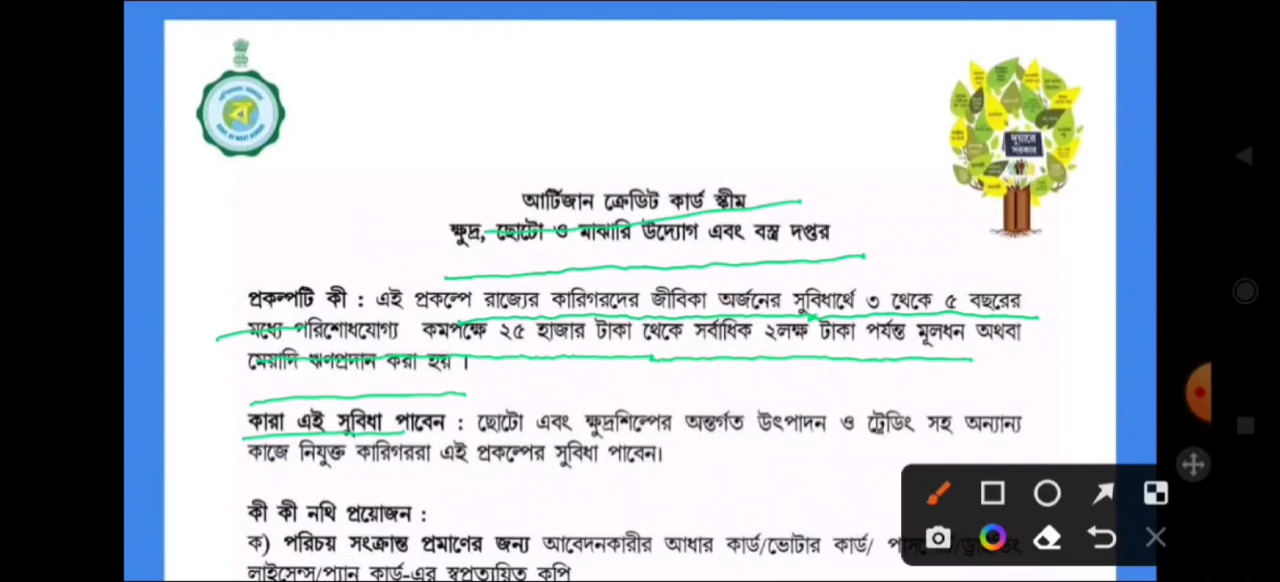 দুয়ারে
সরকার
আর্টিজান ক্রেডিট কার্ড স্কীম
ক্ষুদ্র, ছোটো ও মাঝারি উদ্যোগ এবং বস্ত্র দপ্তর
প্রকল্পটি কী : এই প্রকল্পে রাজ্যের কারিগরদের জীবিকা অর্জনের সুবিধার্থে ৩ থেকে ৫ বছরের
মধ্যে পরিশোধযোগ্য কমপক্ষে ২৫ হাজার টাকা থেকে সর্বাধিক ২লক্ষ টাকা পর্যন্ত মূলধন অথবা
মেয়াদি ঋণপ্রদান করা হয় ।
কারা এই সুবিধা পাবেন : ছোটো এবং ক্ষুদ্রশিল্পের অন্তর্গত উৎপাদন ও ট্রেডিং সহ অন্যান্য
কাজে নিযুক্ত কারিগররা এই প্রকল্পের সুবিধা পাবেন।
কী কী নথি প্রয়োজন :
ক) পরিচয় সংক্রান্ত প্রমাণের জন্য আবেদনকারীর আধার কার্ড/ভোটার কার্ড/
লাইসেন্স/প্যান কার্ড-এর স্বপ্রত্যয়িত কপি